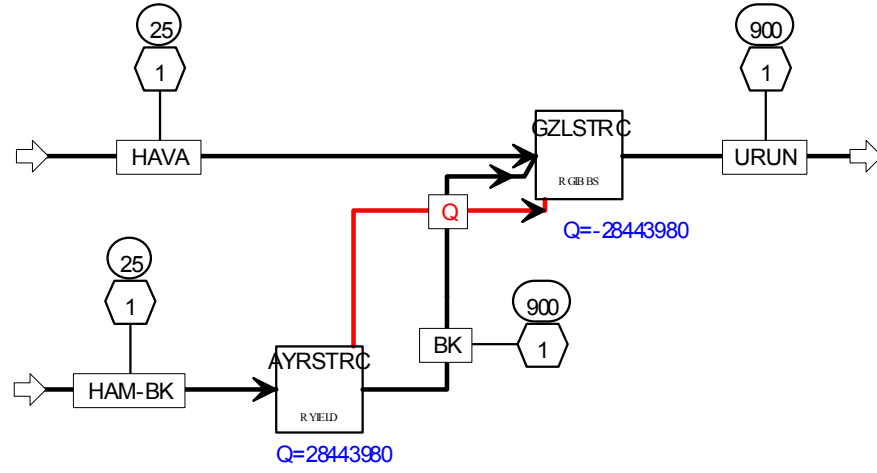 25
1
900
1
GZLSTRC
HAVA
URUN
RGIBBS
Q
Q=-28443980
25
1
900
1
BK
AYRSTRC
HAM-BK
RYIELD
Q=28443980